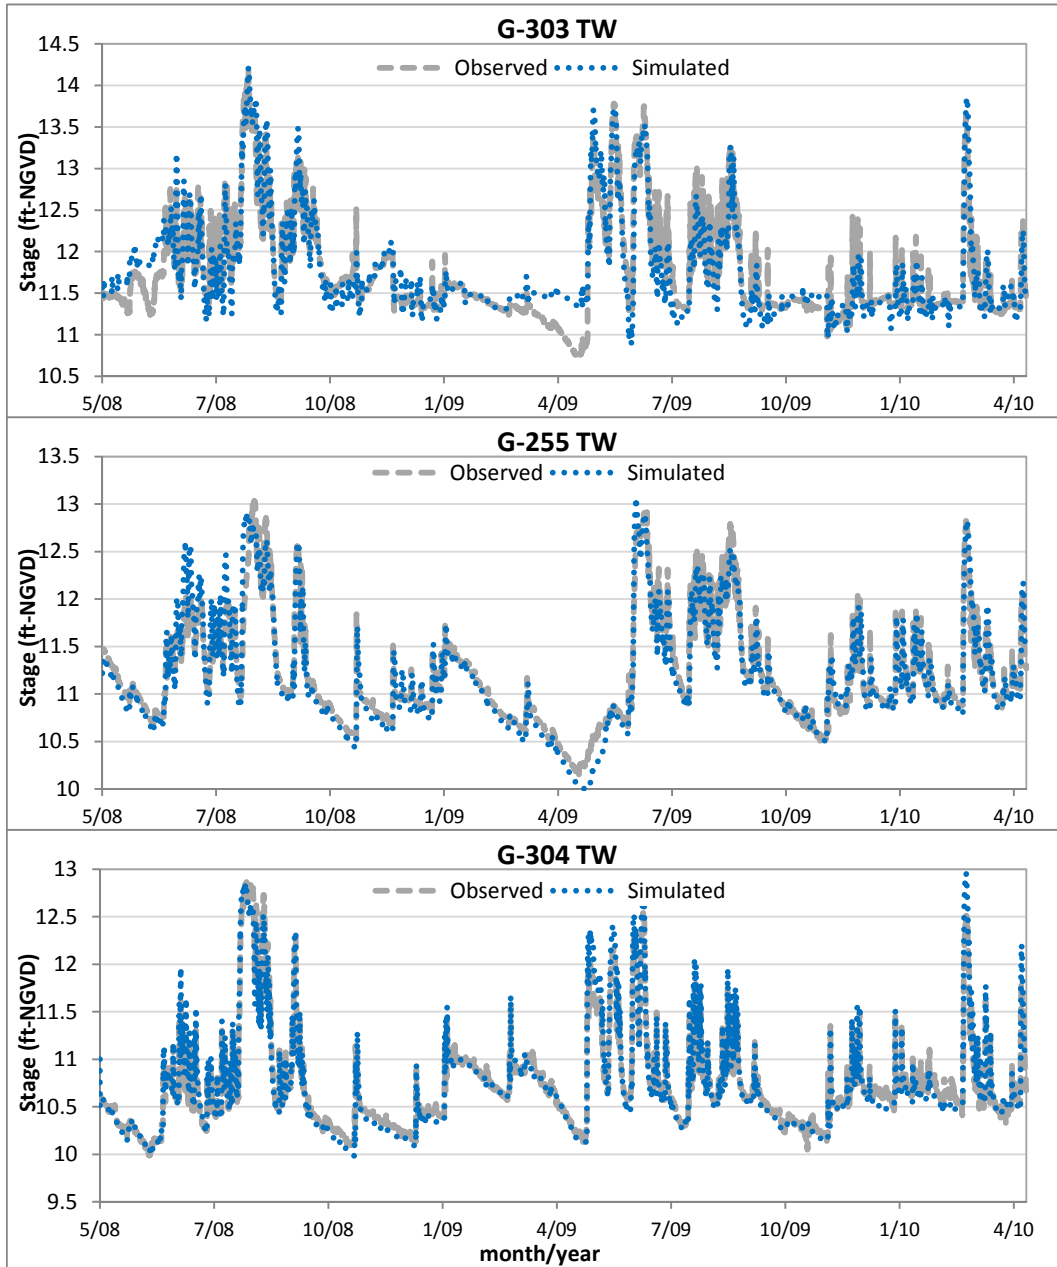 G-303 TW
Observed Simulated
Stage (ft-NGVD)
14.5
14
13.5
13
12.5
12
11.5
11
10.5
5/08 7/08 10/08 1/09 4/09 7/09 10/09 1/10 4/10
G-255 TW
Observed Simulated
Stage (ft-NGVD)
13.5
13
12.5
12
11.5
11
10.5
10
5/08 7/08 10/08 1/09 4/09 7/09 10/09 1/10 4/10
G-304 TW
Observed Simulated
Stage (ft-NGVD)
13
12.5
12
11.5
11
10.5
10
9.5
5/08 7/08 10/08 1/09 4/09 7/09 10/09 1/10 4/10
month/year